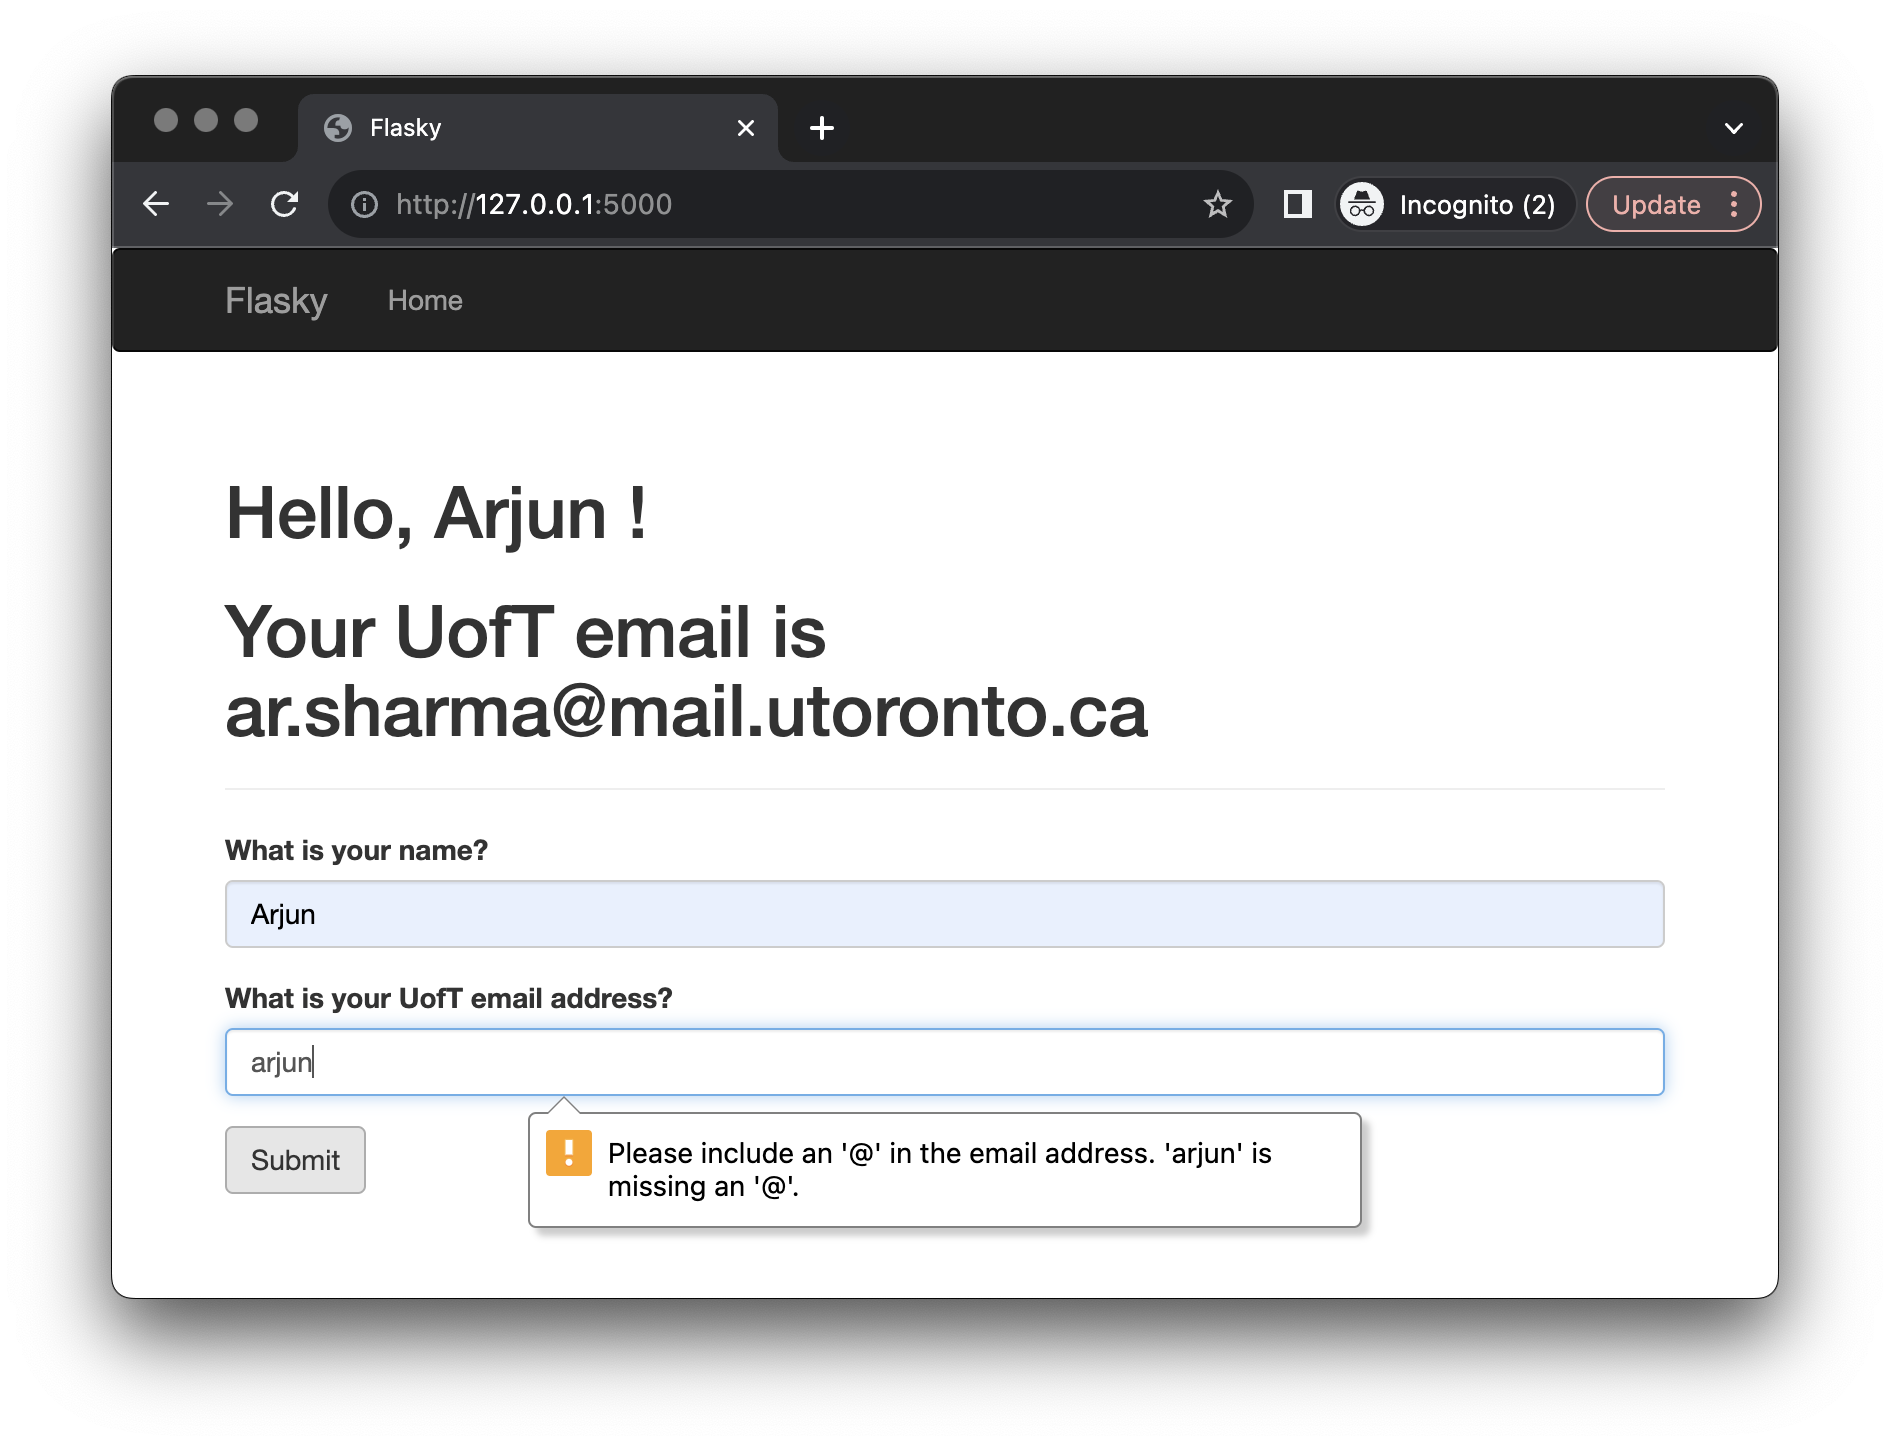 Flasky
http://127.0.0.1:5000
Incognito (2)
Update
Flasky Home
Hello, Arjun !
Your UofT email is
ar.sharma@mail.utoronto.ca
What is your name?
Arjun
What is your UofT email address?
arjun
Submit
Please include an '@' in the email address. 'arjun' is
missing an '@'.